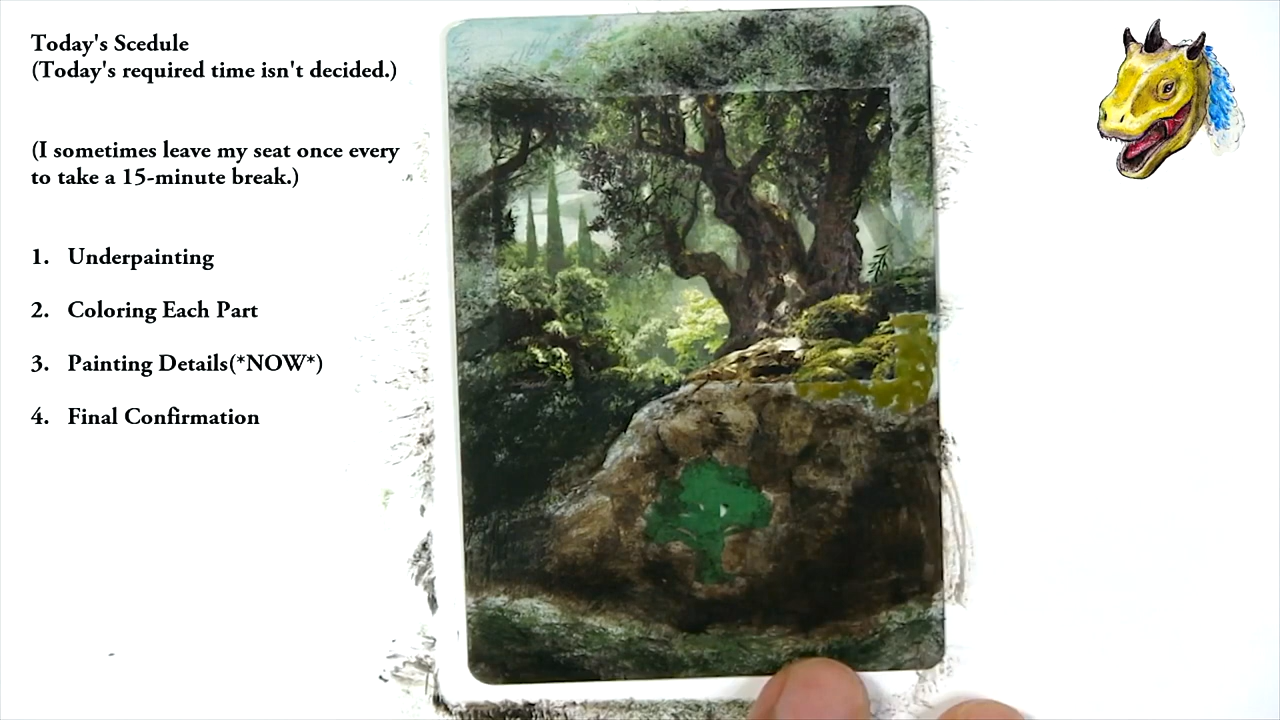 Today's Scedule
(Today's required time isn't decided.)
(I sometimes leave my seat once every
to take a 15-minute break.)
1. Underpainting
2. Coloring Each Part
3. Painting Details(*NOW*)
4. Final Confirmation